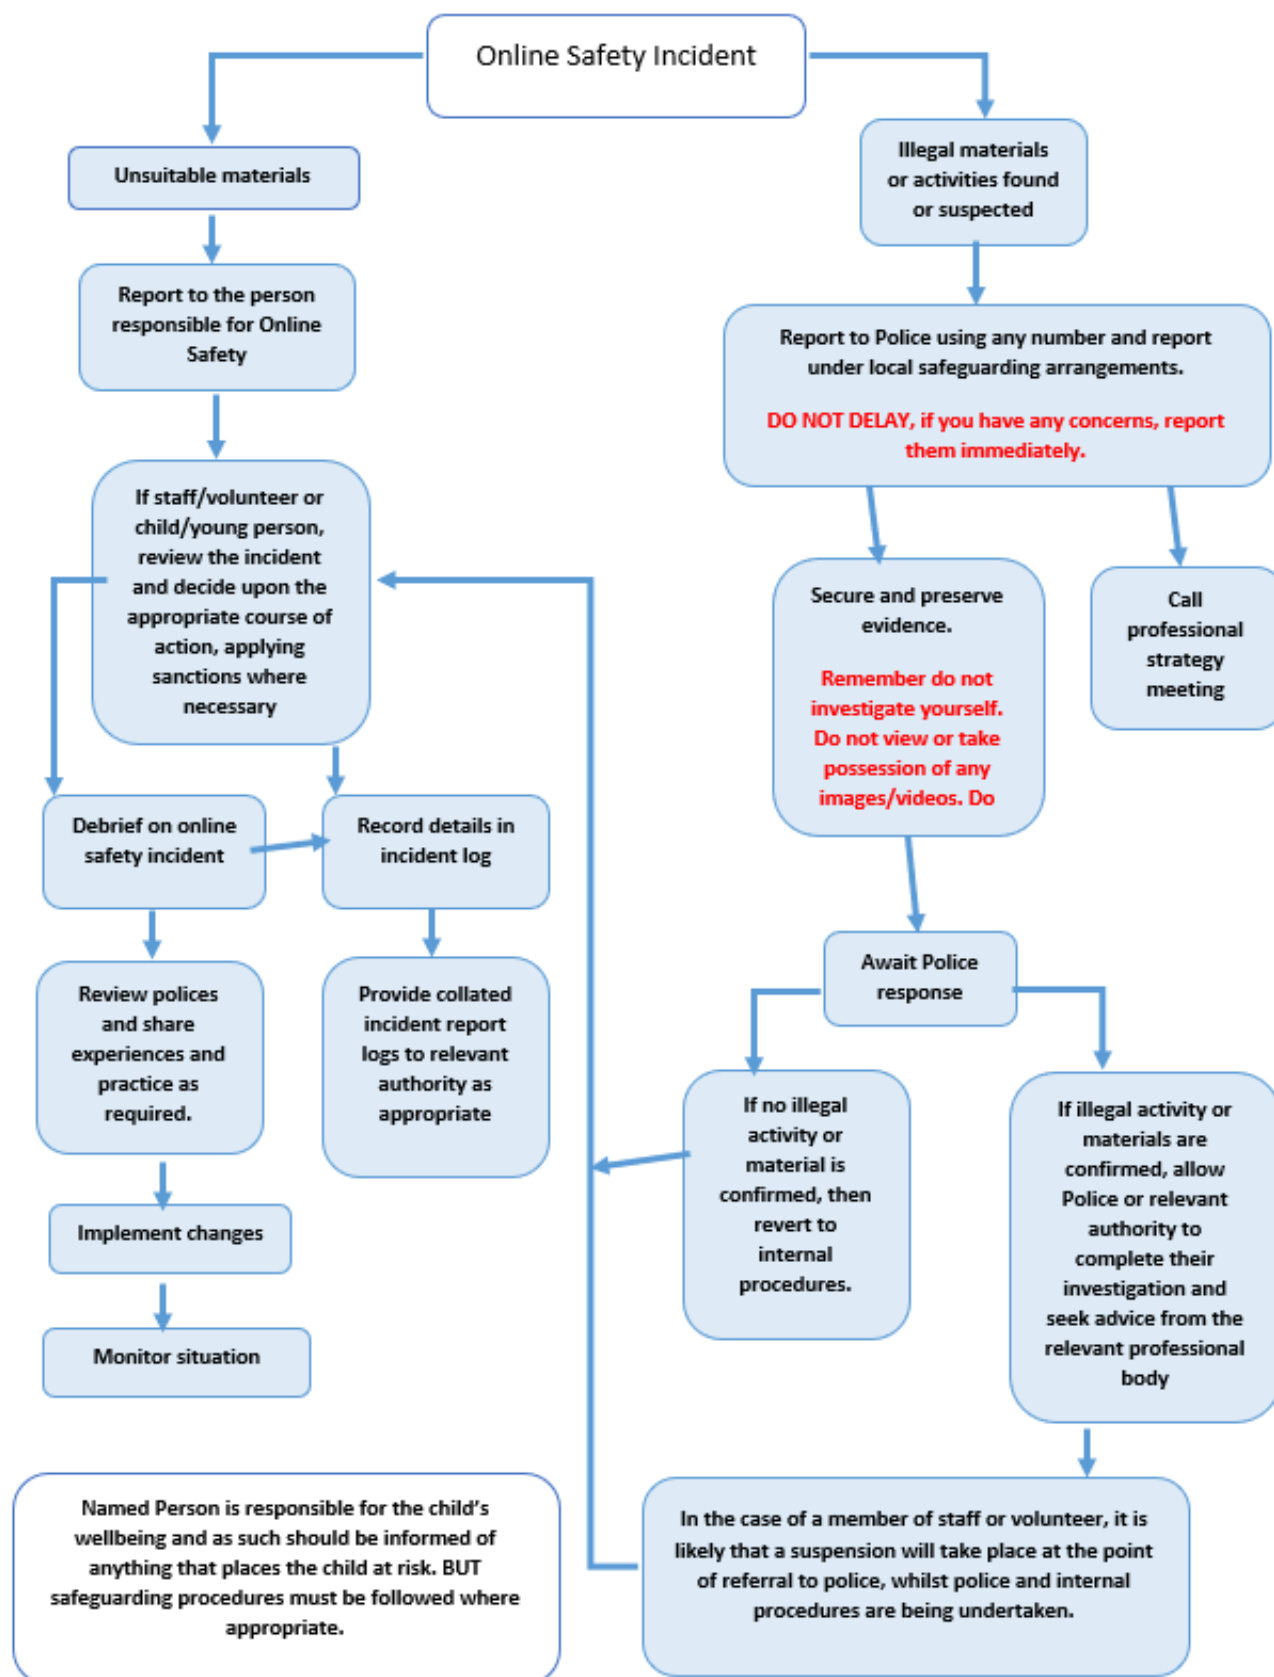 Online Safety Incident
Unsuitable materials
Illegal materials
or activities found
or suspected
Report to the person
responsible for Online
Safety
Report to Police using any number and report
under local safeguarding arrangements.
DO NOT DELAY, if you have any concerns, report
them immediately.
If staff/volunteer or
child/young person,
review the incident
and decide upon the
appropriate course of
action, applying
sanctions where
necessary
Secure and preserve
evidence.
Remember do not
investigate yourself.
Do not view or take
possession of any
images/videos. Do
Call
professional
strategy
meeting
Debrief on online
safety incident
Record details in
incident log
Await Police
response
Review polices
and share
experiences and
practice as
required.
Provide collated
incident report
logs to relevant
authority as
appropriate
If no illegal
activity or
material is
confirmed, then
revert to
internal
procedures.
If illegal activity or
materials are
confirmed, allow
Police or relevant
authority to
complete their
investigation and
seek advice from the
relevant professional
body
Implement changes
Monitor situation
Named Person is responsible for the child’s
wellbeing and as such should be informed of
anything that places the child at risk. BUT
safeguarding procedures must be followed where
appropriate.
In the case of a member of staff or volunteer, it is
likely that a suspension will take place at the point
of referral to police, whilst police and internal
procedures are being undertaken.